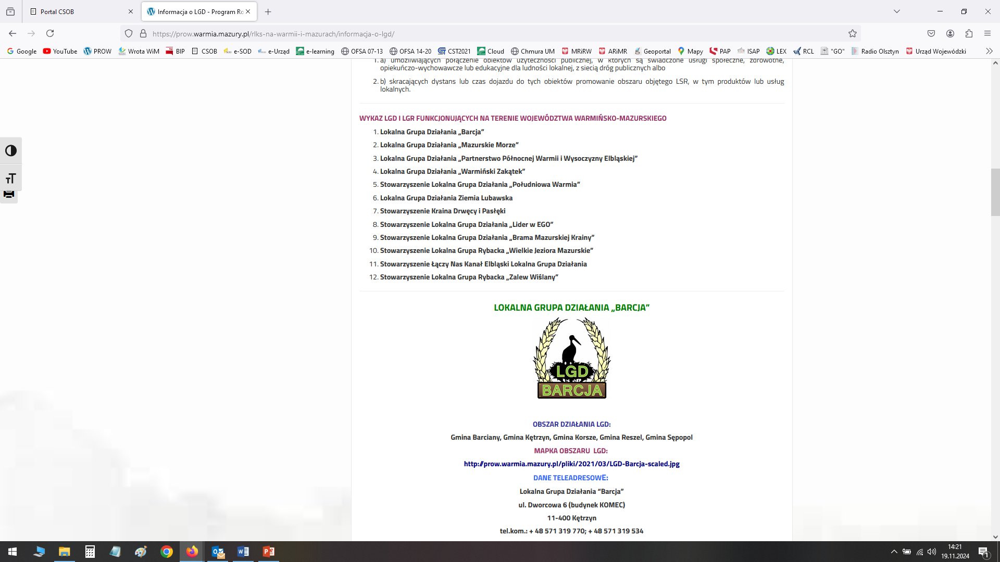 Portal CSOB
Informacja o LGD - Program Ro
https://prow.warmia.mazury.pl/rlks-na-warmii-i-mazurach/informacja-o-lgd/
Google YouTube PROW Wrota WiM BIP CSOB e-SOD e-Urząd e-learning OFSA 07-13 OFSA 14-20 CST2021 Cloud Chmura UM MRiRW ARiMR Geoportal Mapy PAP ISAP LEX RCL "GO" Radio Olsztyn Urząd Wojewódzki
1. a) umożliwiających połączenie obiektów użyteczności publicznej, w których są świadczone usługi społeczne, zdrowotne,
opiekuńczo-wychowawcze lub edukacyjne dla ludności lokalnej, z siecią dróg publicznych albo
2. b) skracających dystans lub czas dojazdu do tych obiektów promowanie obszaru objętego LSR, w tym produktów lub usług
lokalnych.
WYKAZ LGD I LGR FUNKCJONUJĄCYCH NA TERENIE WOJEWÓDZTWA WARMIŃSKO-MAZURSKIEGO
1. Lokalna Grupa Działania „Barcja”
2. Lokalna Grupa Działania „Mazurskie Morze”
3. Lokalna Grupa Działania „Partnerstwo Północnej Warmii i Wysoczyzny Elbląskiej”
4. Lokalna Grupa Działania „Warmiński Zakątek”
5. Stowarzyszenie Lokalna Grupa Działania „Południowa Warmia”
6. Lokalna Grupa Działania Ziemia Lubawska
7. Stowarzyszenie Kraina Drwęcy i Pasłęki
8. Stowarzyszenie Lokalna Grupa Działania „Lider w EGO”
9. Stowarzyszenie Lokalna Grupa Działania „Brama Mazurskiej Krainy”
10. Stowarzyszenie Lokalna Grupa Rybacka „Wielkie Jeziora Mazurskie”
11. Stowarzyszenie Łączy Nas Kanał Elbląski Lokalna Grupa Działania
12. Stowarzyszenie Lokalna Grupa Rybacka „Zalew Wiślany”
LOKALNA GRUPA DZIAŁANIA „BARCJA”
LGD
BARCJA
OBSZAR DZIAŁANIA LGD:
Gmina Barciany, Gmina Kętrzyn, Gmina Korsze, Gmina Reszel, Gmina Sępopol
MAPKA OBSZARU LGD:
http://prow.warmia.mazury.pl/pliki/2021/03/LGD-Barcja-scaled.jpg
DANE TELEADRESOWE:
Lokalna Grupa Działania “Barcja”
ul. Dworcowa 6 (budynek KOMEC)
11-400 Kętrzyn
tel.kom.: + 48 571 319 770; + 48 571 319 534
14:21
19.11.2024
1